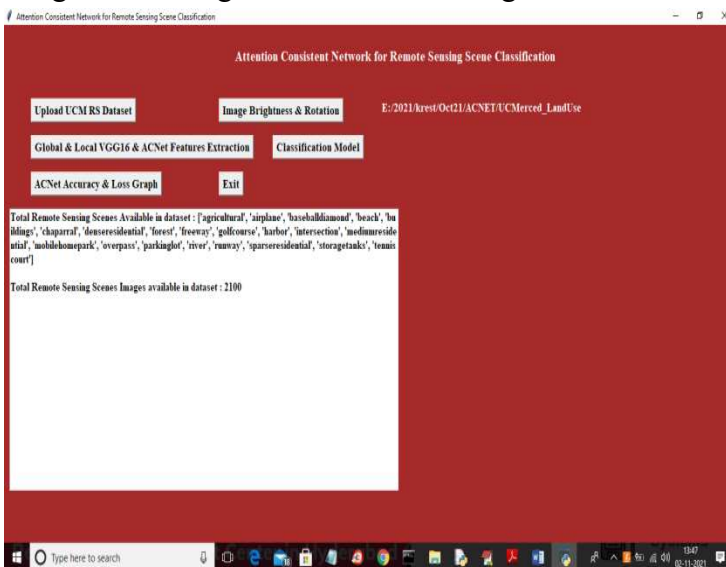 Attention Consistent Network for Remote Sensing Scene Classification
Attention Consistent Network for Remote Sensing Scene Classification
Upload UCM RS Dataset
Image Brightness & Rotation
E:/2021/krest/Oct21/ACNET/UCMerced_LandUse
Global & Local VGG16 & ACNet Features Extraction
Classification Model
ACNet Accuracy & Loss Graph
Exit
Total Remote Sensing Scenes Available in dataset : ['agricultural', 'airplane', 'baseballdiamond', 'beach', 'bu
ildings', 'chaparral', 'denseresidential', 'forest', 'freeway', 'golfcourse', 'harbor', 'intersection', 'mediumreside
ntial', 'mobilehomepark', 'overpass', 'parkinglot', 'river', 'runway', 'sparseresidential', 'storagetanks', 'tennis
court']
Total Remote Sensing Scenes Images available in dataset : 2100
Type here to search
13:47
02-11-2021